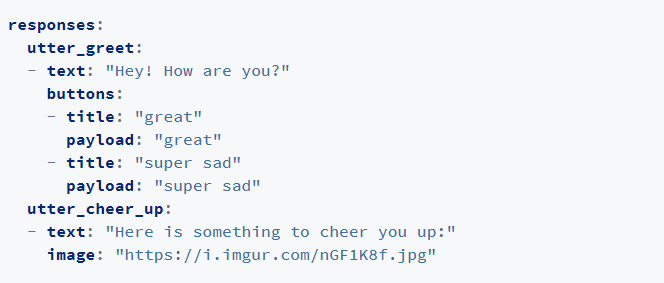 responses:
  utter_greet:
  - text: "Hey! How are you?"
    buttons:
    - title: "great"
      payload: "great"
    - title: "super sad"
      payload: "super sad"
  utter_cheer_up:
  - text: "Here is something to cheer you up:"
    image: "https://i.imgur.com/nGF1K8f.jpg"